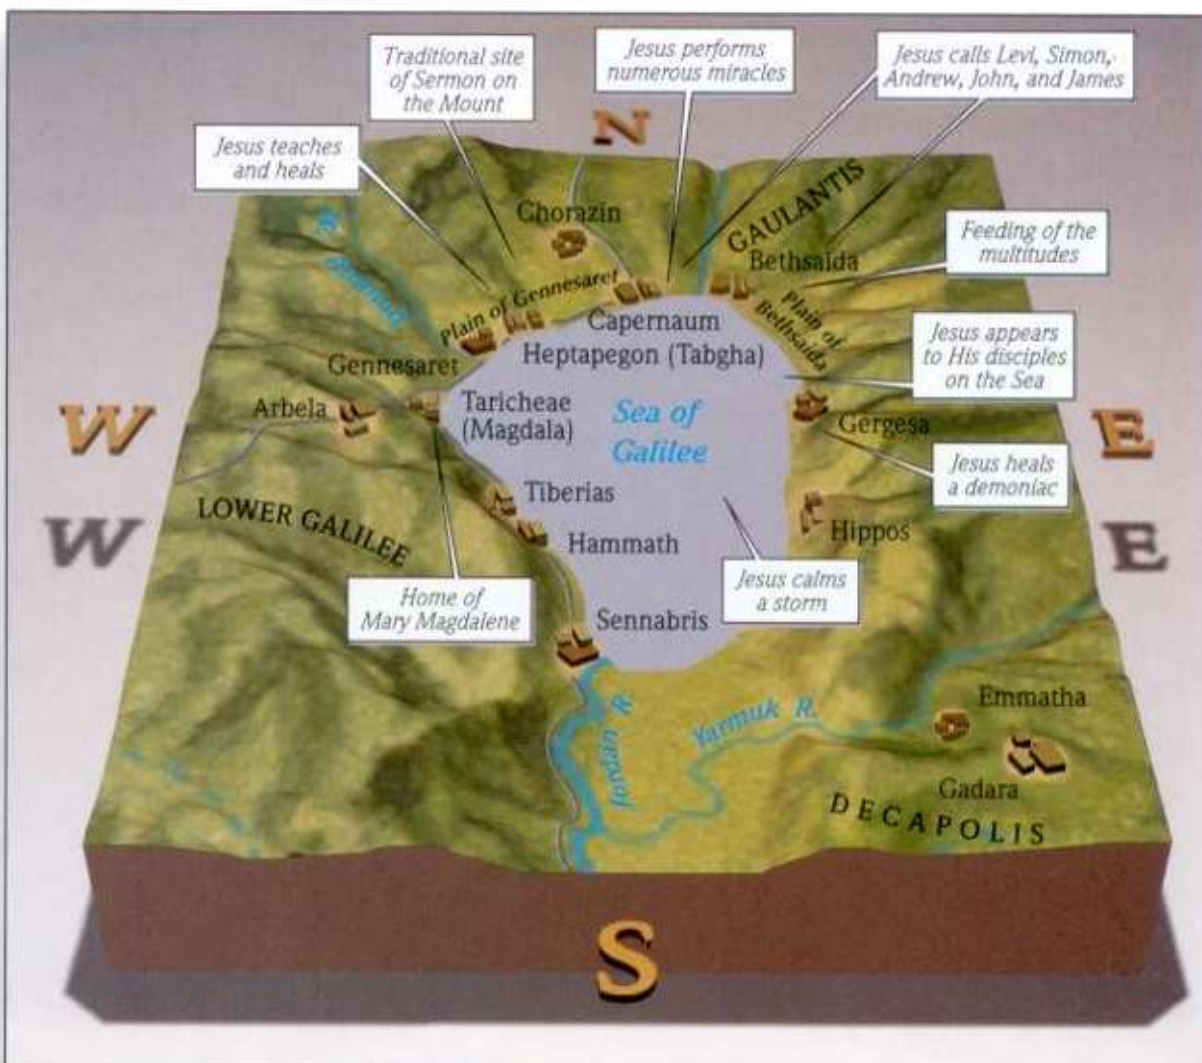 Jesus performs
numerous miracles
Jesus calls Levi, Simon,
Andrew, John, and James
Traditional site
of Sermon on
the Mount
N
Jesus teaches
and heals
GAULANTIS
Chorazin
Feeding of the
multitudes
Bethsaida
Plain of Gennesaret
Plain of
Bethsaida
Capernaum
Heptapegon (Tabgha)
Jesus appears
to His disciples
on the Sea
Gennesaret
W
Arbela
Taricheae
(Magdala)
Sea of
Galilee
Gergesa
E
Jesus heals
a demoniac
Tiberias
LOWER GALILEE
Hippos
W
E
Hammath
Jesus calms
a storm
Home of
Mary Magdalene
Sennabris
Emmatha
Jordan R.
Yarmuk R.
Gadara
DECAPOLIS
S